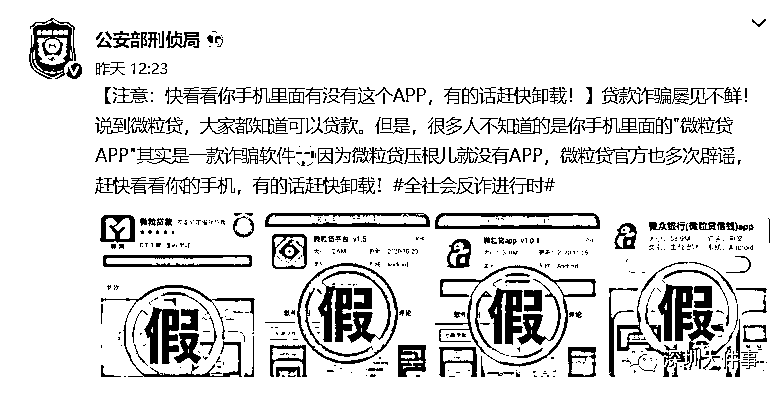 公安部刑侦局
昨天 12:23
【注意：快看看你手机里面有没有这个APP，有的话赶快卸载！】贷款诈骗屡见不鲜！
说到微粒贷，大家都知道可以贷款。但是，很多人不知道的是你手机里面的“微粒贷
APP”其实是一款诈骗软件 因为微粒贷压根儿就没有APP，微粒贷官方也多次辟谣，
赶快看看你的手机，有的话赶快卸载！#全社会反诈进行时#
微粒贷款
微粒贷平台 v1.5
微粒贷app v1.0.1
微众银行(微粒贷借钱)app
Android
Android
Android
假
假
假
假
深圳大件事